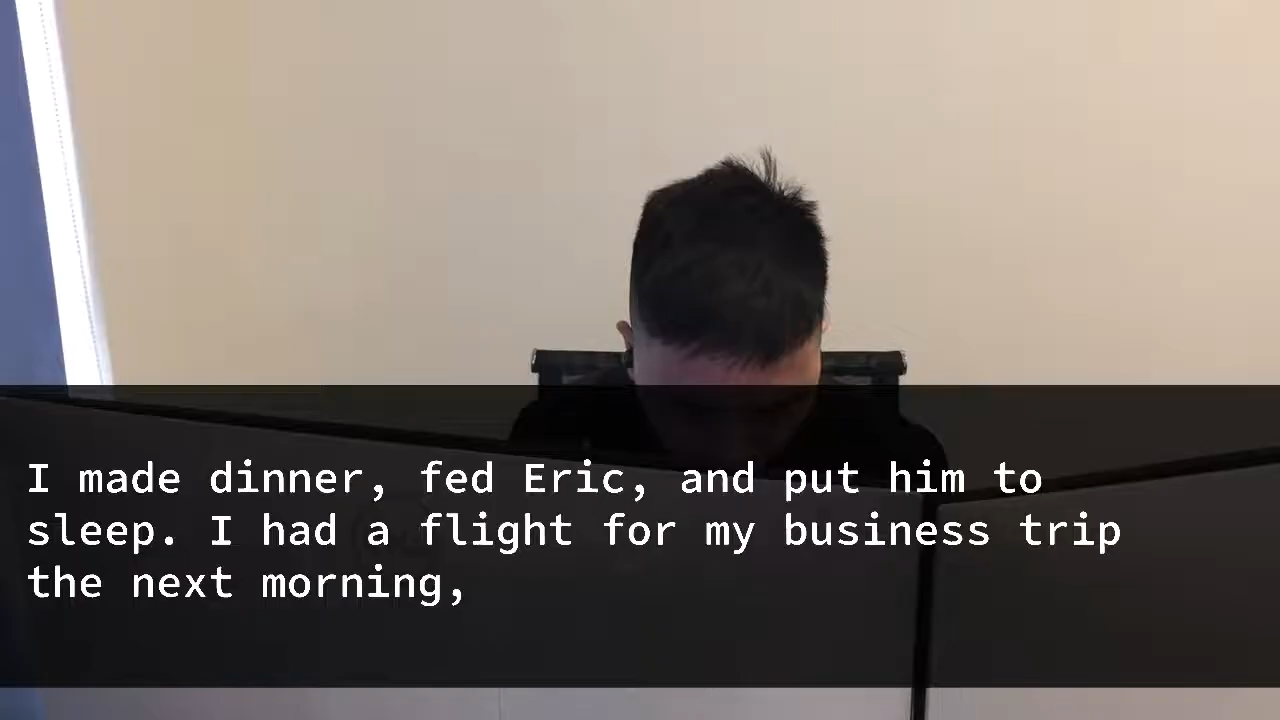 I made dinner, fed Eric, and put him to
sleep. I had a flight for my business trip
the next morning,